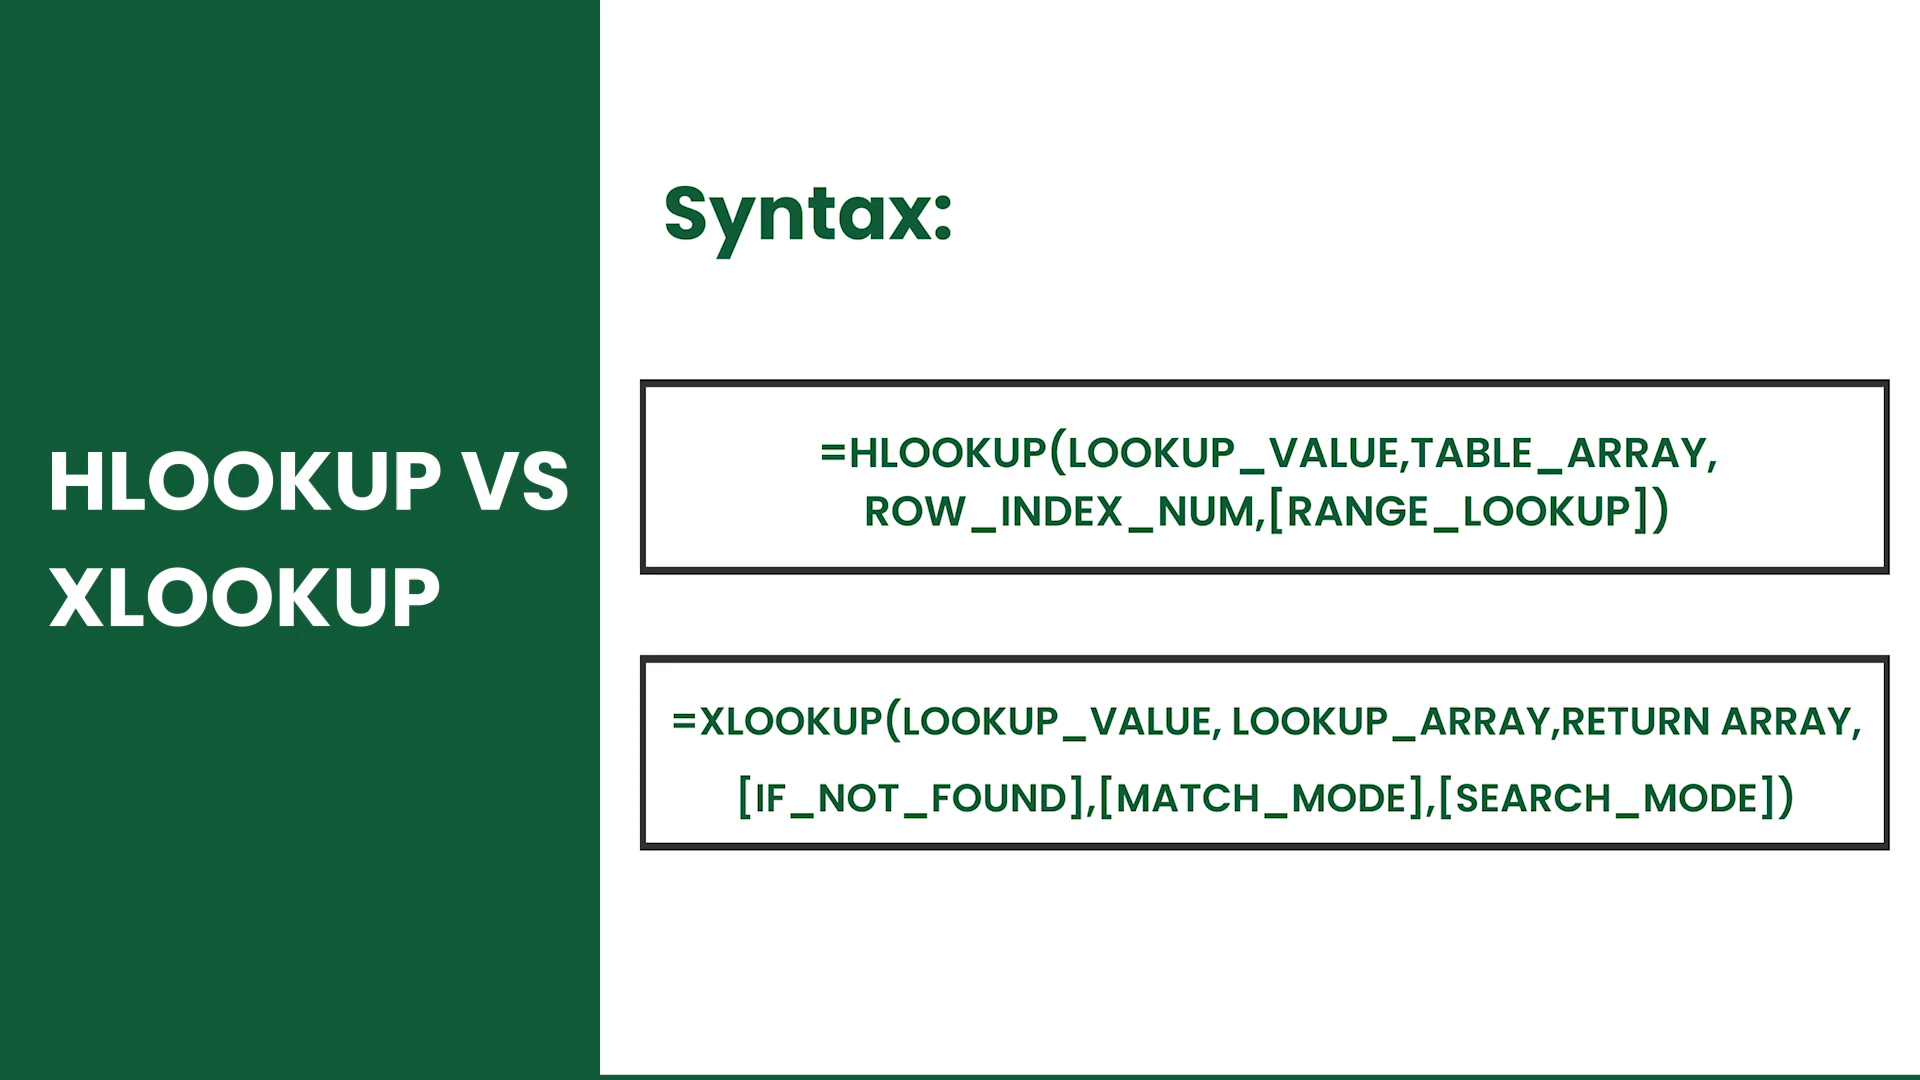 HLOOKUP VS
XLOOKUP
Syntax:
=HLOOKUP(LOOKUP_VALUE,TABLE_ARRAY,
ROW_INDEX_NUM,[RANGE_LOOKUP])
=XLOOKUP(LOOKUP_VALUE, LOOKUP_ARRAY,RETURN ARRAY,
[IF_NOT_FOUND],[MATCH_MODE],[SEARCH_MODE])